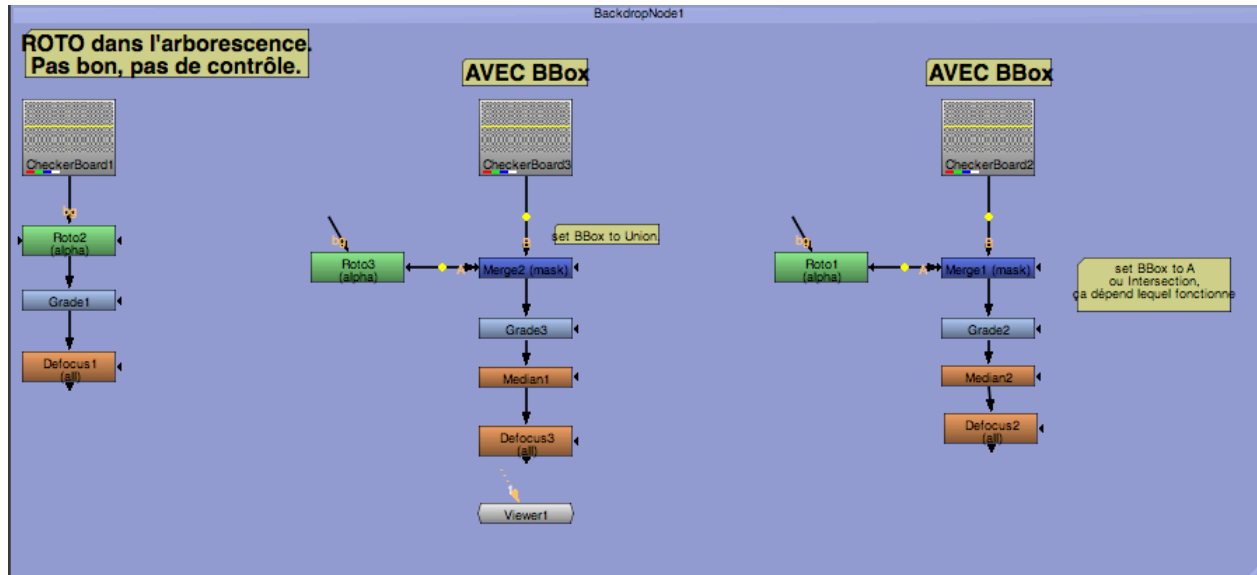 BackdropNode1
ROTO dans l'arborescence.
Pas bon, pas de contrôle.
AVEC BBox
AVEC BBox
CheckerBoard1
CheckerBoard3
CheckerBoard2
bg
B
B
Roto2
(alpha)
set BBox to Union.
bg
Roto3
(alpha)
A
Merge2 (mask)
bg
Roto1
(alpha)
A
Merge1 (mask)
set BBox to A
ou Intersection,
ça dépend lequel fonctionne
Grade1
Grade3
Grade2
Defocus1
(all)
Median1
Median2
Defocus3
(all)
Defocus2
(all)
1
Viewer1